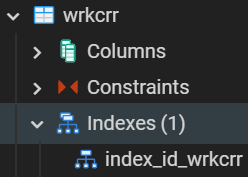 wrkcrr
Columns
Constraints
Indexes (1)
index_id_wrkcrr